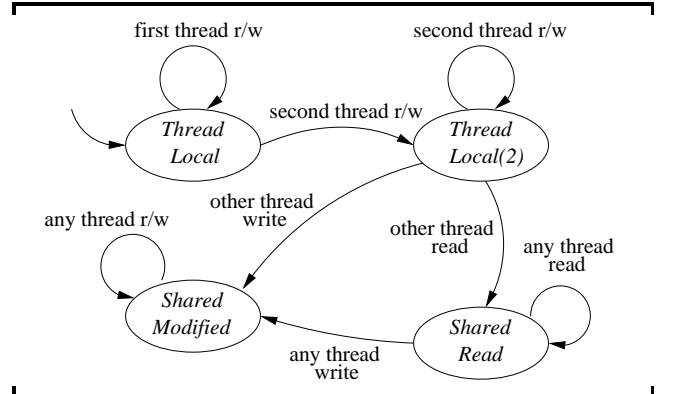 first thread r/w
second thread r/w
second thread r/w
Thread
Local
Thread
Local(2)
other thread
write
any thread r/w
other thread
read
any thread
read
Shared
Modified
Shared
Read
any thread
write